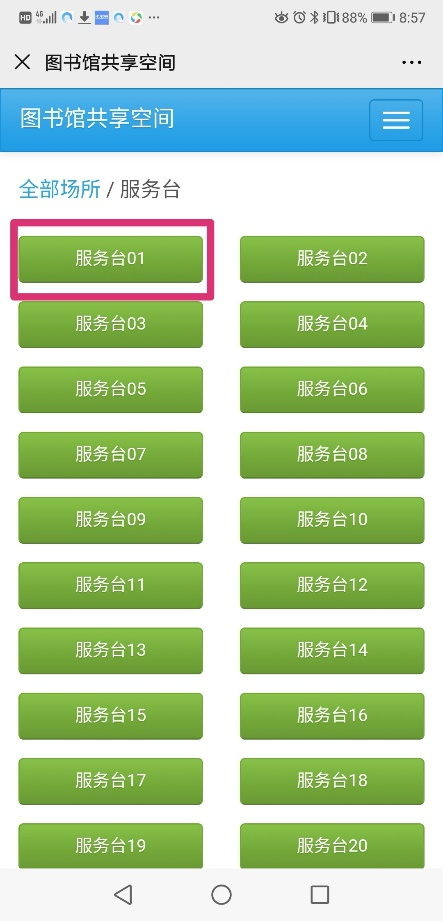 HD 4G 88% 8:57
图书馆共享空间
图书馆共享空间
全部场所 / 服务台
服务台01 服务台02
服务台03 服务台04
服务台05 服务台06
服务台07 服务台08
服务台09 服务台10
服务台11 服务台12
服务台13 服务台14
服务台15 服务台16
服务台17 服务台18
服务台19 服务台20